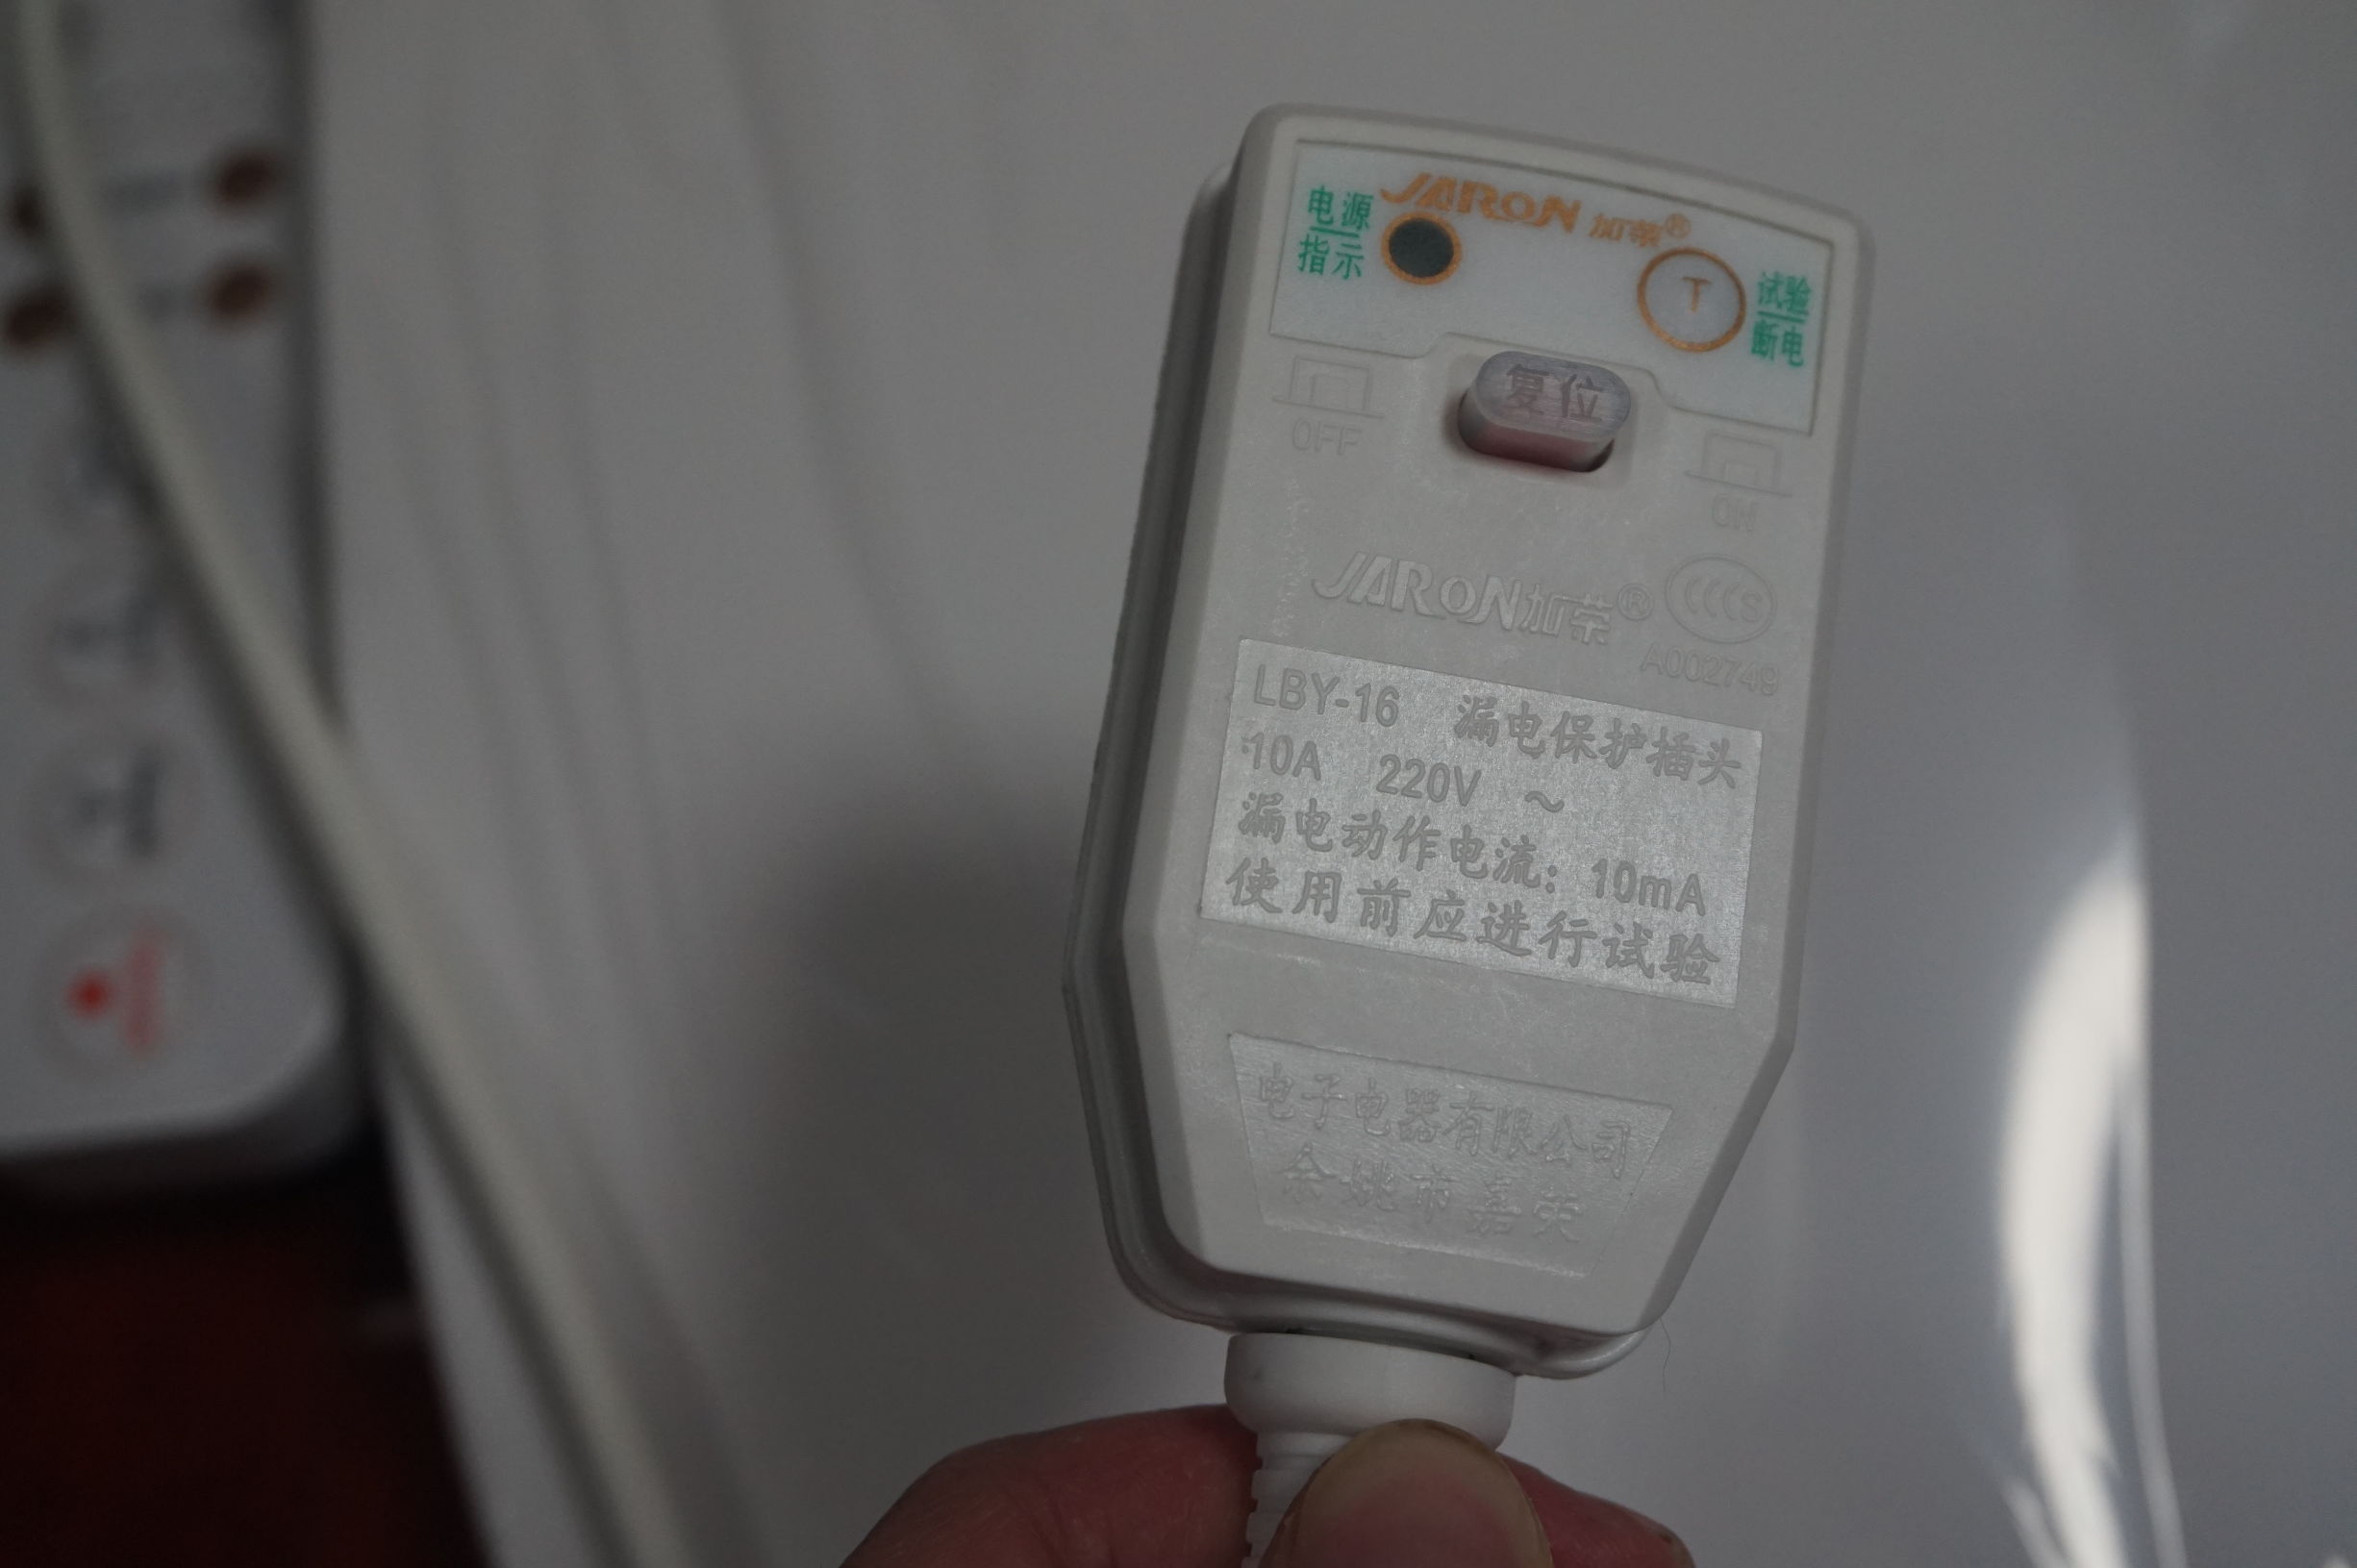 JARON 加荣®
电源
指示
T
试验
断电
复位
OFF
ON
JARON加荣®
CCCS
A002749
LBY-16 漏电保护插头
10A 220V ~
漏电动作电流: 10mA
使用前应进行试验
电子电器有限公司
余姚市嘉荣